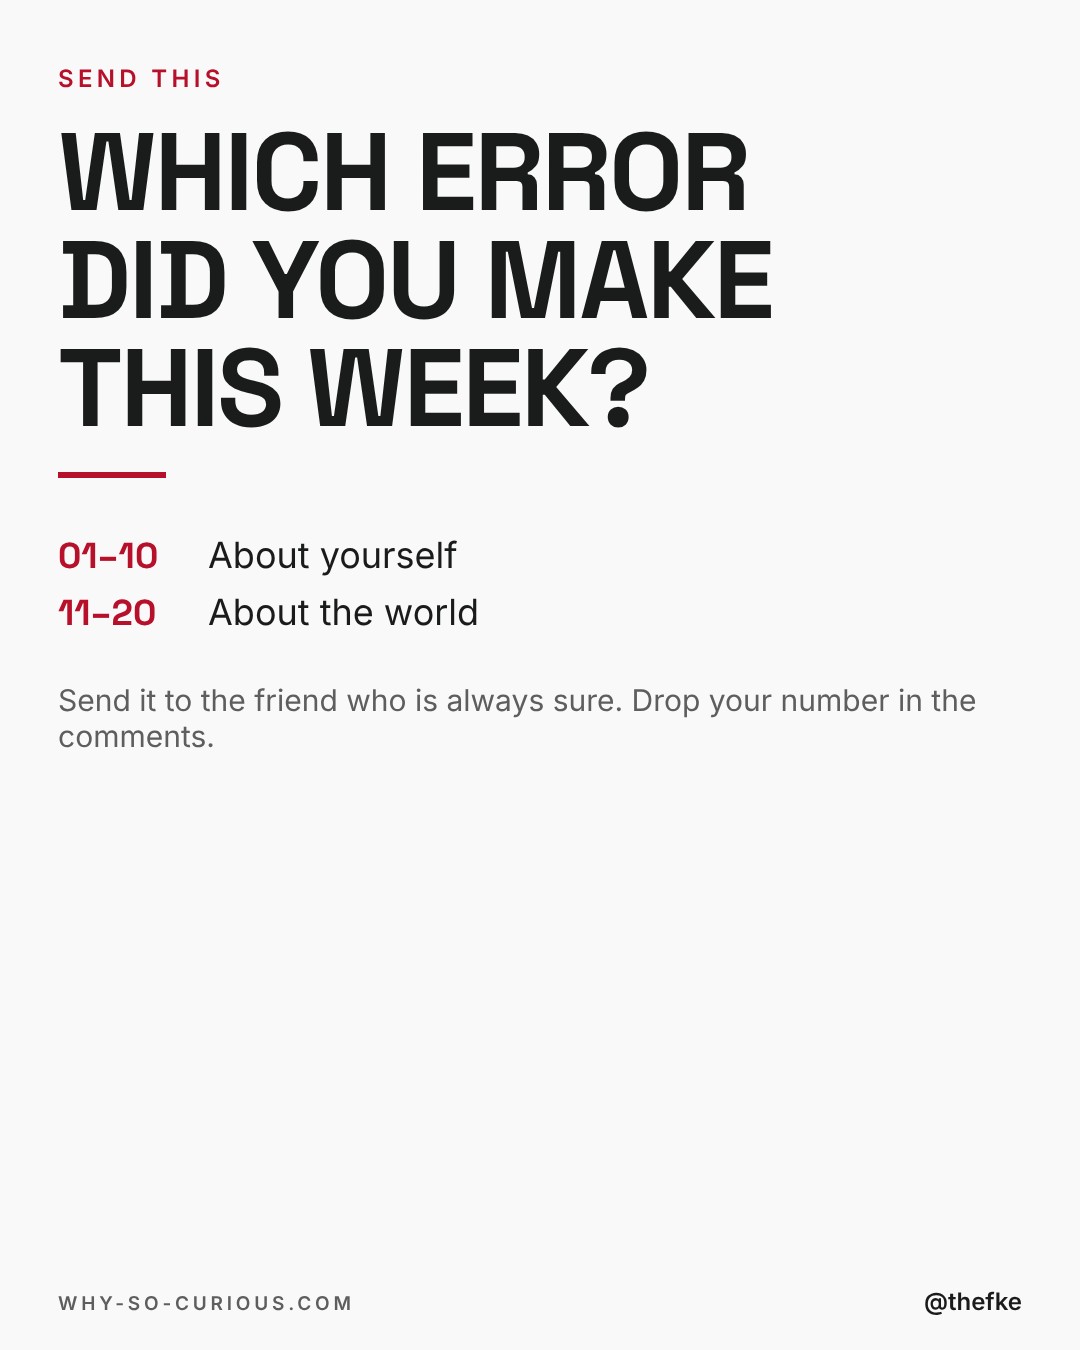 SEND THIS
WHICH ERROR
DID YOU MAKE
THIS WEEK?
01–10 About yourself
11–20 About the world
Send it to the friend who is always sure. Drop your number in the
comments.
WHY-SO-CURIOUS.COM @thefke